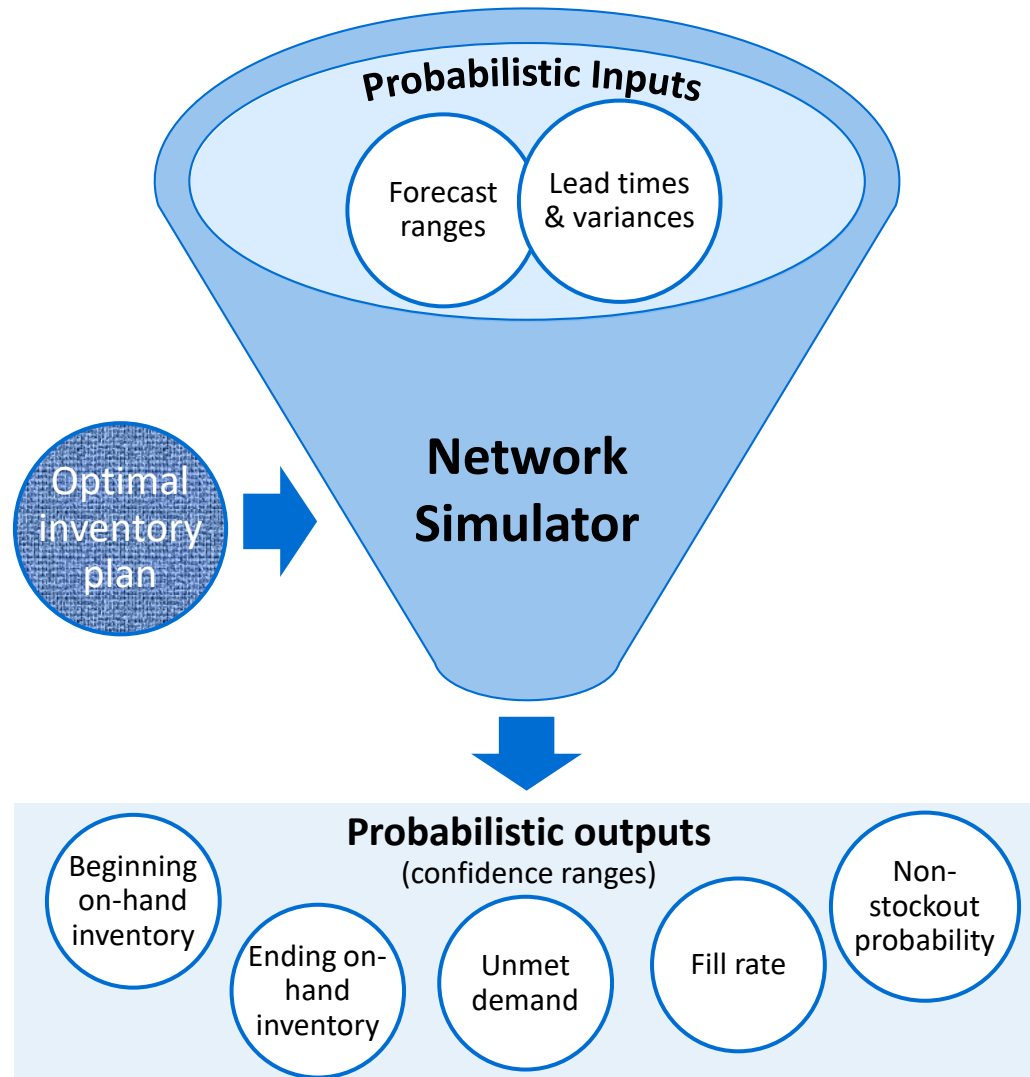 Probabilistic Inputs
Forecast
ranges
Lead times
& variances
Optimal
inventory
plan
Network
Simulator
Probabilistic outputs
(confidence ranges)
Beginning
on-hand
inventory
Ending on-
hand
inventory
Unmet
demand
Fill rate
Non-
stockout
probability